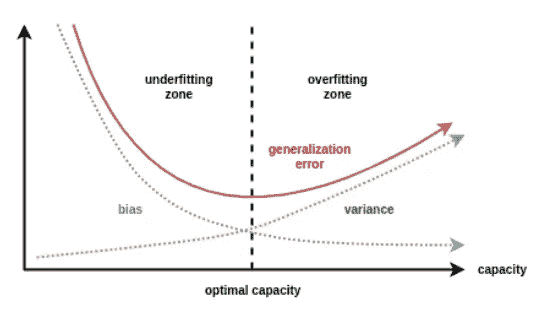 underfitting
zone
overfitting
zone
generalization
error
bias
variance
capacity
optimal capacity